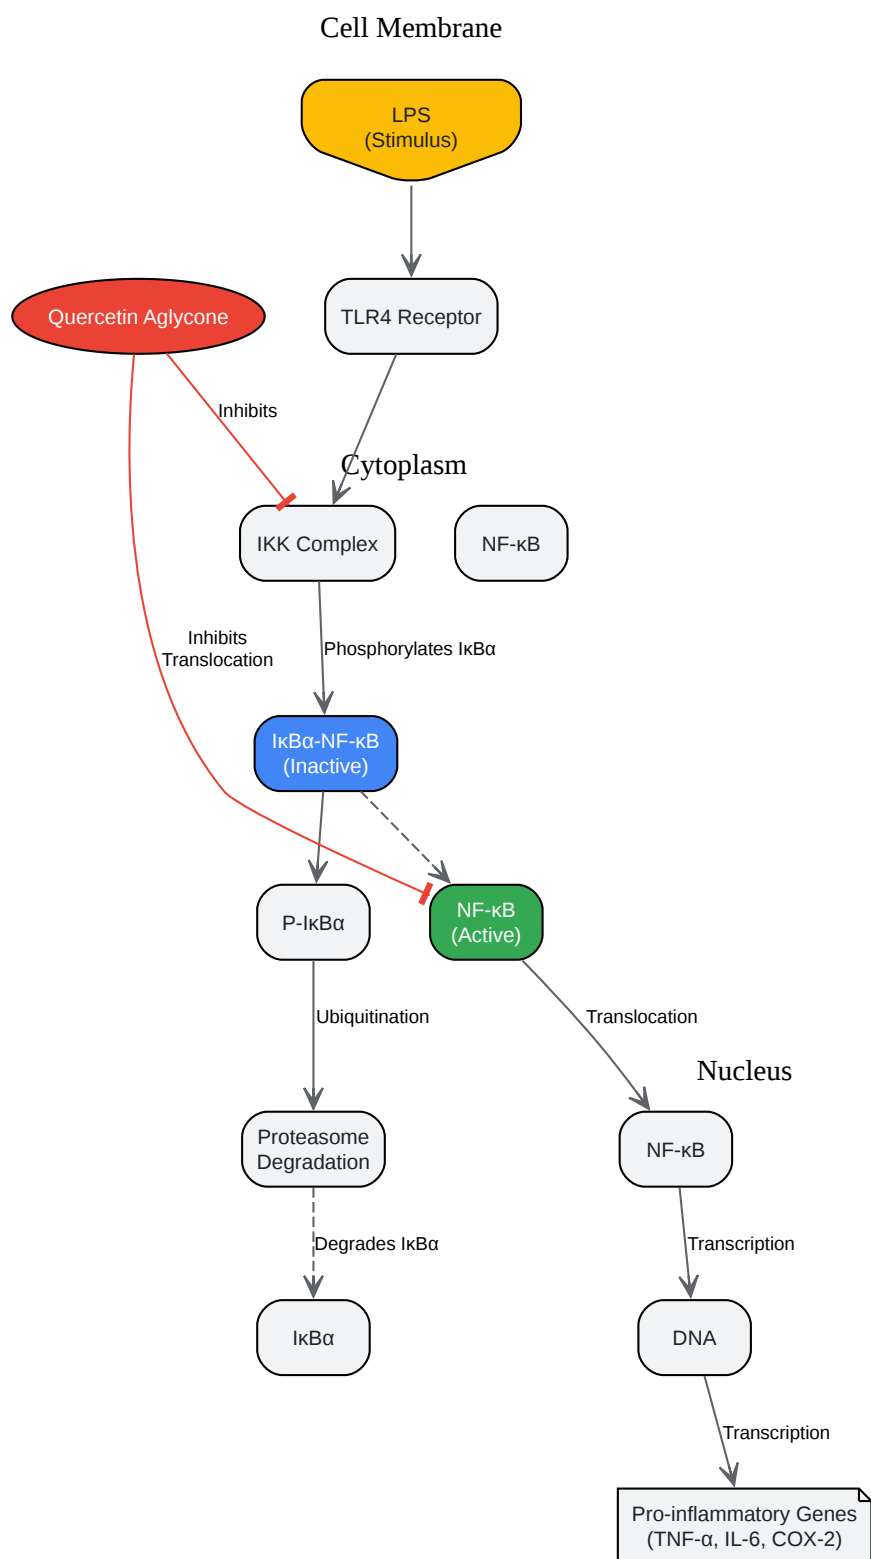 Cell Membrane
LPS
(Stimulus)
Quercetin Aglycone
TLR4 Receptor
Inhibits
Cytoplasm
IKK Complex
NF-κB
Inhibits
Translocation
Phosphorylates IκBα
IκBα-NF-κB
(Inactive)
P-IκBα
NF-κB
(Active)
Ubiquitination
Translocation
Nucleus
Proteasome
Degradation
NF-κB
Degrades IκBα
Transcription
IκBα
DNA
Transcription
Pro-inflammatory Genes
(TNF-α, IL-6, COX-2)